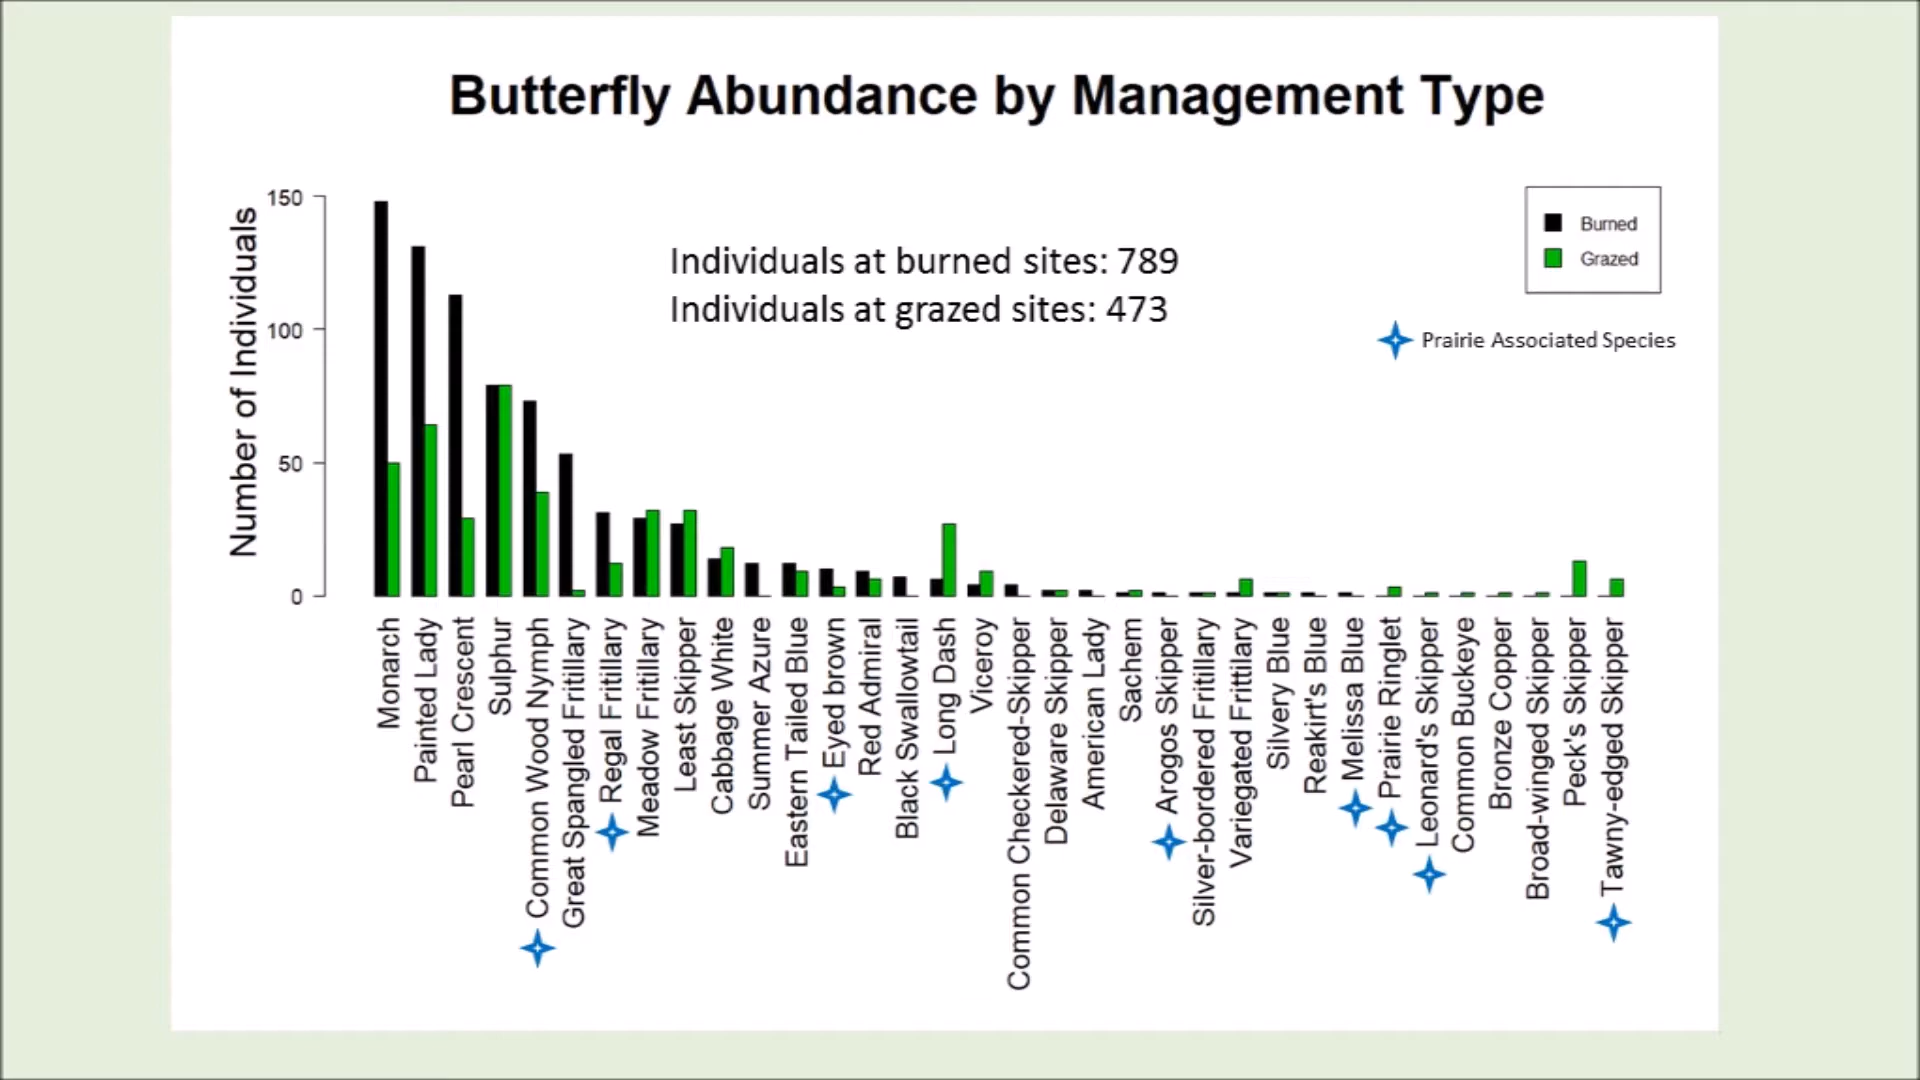 Butterfly Abundance by Management Type
150
100
50
0
Number of Individuals
Individuals at burned sites: 789
Individuals at grazed sites: 473
Burned
Grazed
Prairie Associated Species
Monarch
Painted Lady
Pearl Crescent
Sulphur
Common Wood Nymph
Great Spangled Fritillary
Regal Fritillary
Meadow Fritillary
Least Skipper
Cabbage White
Summer Azure
Eastern Tailed Blue
Eyed brown
Red Admiral
Black Swallowtail
Long Dash
Viceroy
Common Checkered-Skipper
Delaware Skipper
American Lady
Sachem
Arogos Skipper
Silver-bordered Fritillary
Variegated Frittilary
Silvery Blue
Reakirt's Blue
Melissa Blue
Prairie Ringlet
Leonard's Skipper
Common Buckeye
Bronze Copper
Broad-winged Skipper
Peck's Skipper
Tawny-edged Skipper